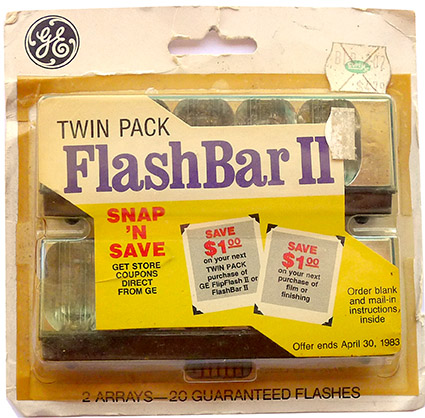 GE
TWIN PACK
FlashBar II
SNAP
'N
SAVE
GET STORE
COUPONS
DIRECT
FROM GE
SAVE
$1.00
on your next
TWIN PACK
purchase of
GE FlipFlash II or
FlashBar II
SAVE
$1.00
on your next
purchase of
film or
finishing
Order blank
and mail-in
instructions,
inside
Offer ends April 30, 1983
2 ARRAYS—20 GUARANTEED FLASHES